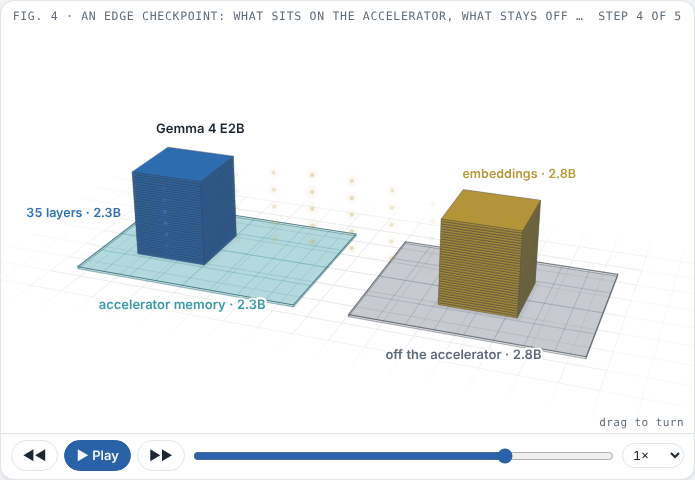 FIG. 4 · AN EDGE CHECKPOINT: WHAT SITS ON THE ACCELERATOR, WHAT STAYS OFF … STEP 4 OF 5
Gemma 4 E2B
embeddings · 2.8B
35 layers · 2.3B
accelerator memory · 2.3B
off the accelerator · 2.8B
drag to turn
Play
1×